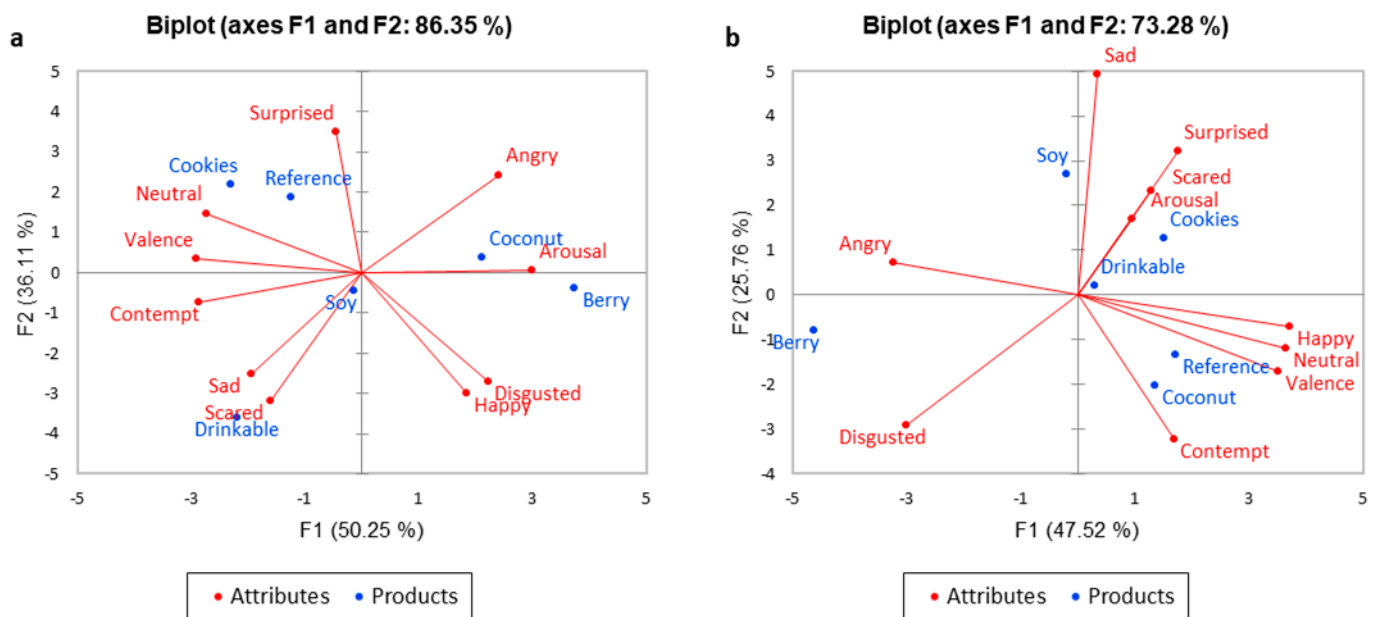 a
Biplot (axes F1 and F2: 86.35 %)
5
4
3
2
1
0
-1
-2
-3
-4
-5
F2 (36.11 %)
Surprised
Angry
Cookies
Reference
Neutral
Valence
Coconut
Arousal
Contempt
Soy
Berry
Sad
Scared
Drinkable
Disgusted
Happy
-5
-3
-1
1
3
5
F1 (50.25 %)
Attributes
Products
b
Biplot (axes F1 and F2: 73.28 %)
5
4
3
2
1
0
-1
-2
-3
-4
F2 (25.76 %)
Sad
Surprised
Soy
Scared
Arousal
Cookies
Angry
Drinkable
Berry
Happy
Neutral
Reference
Valence
Coconut
Disgusted
Contempt
-5
-3
-1
1
3
5
F1 (47.52 %)
Attributes
Products